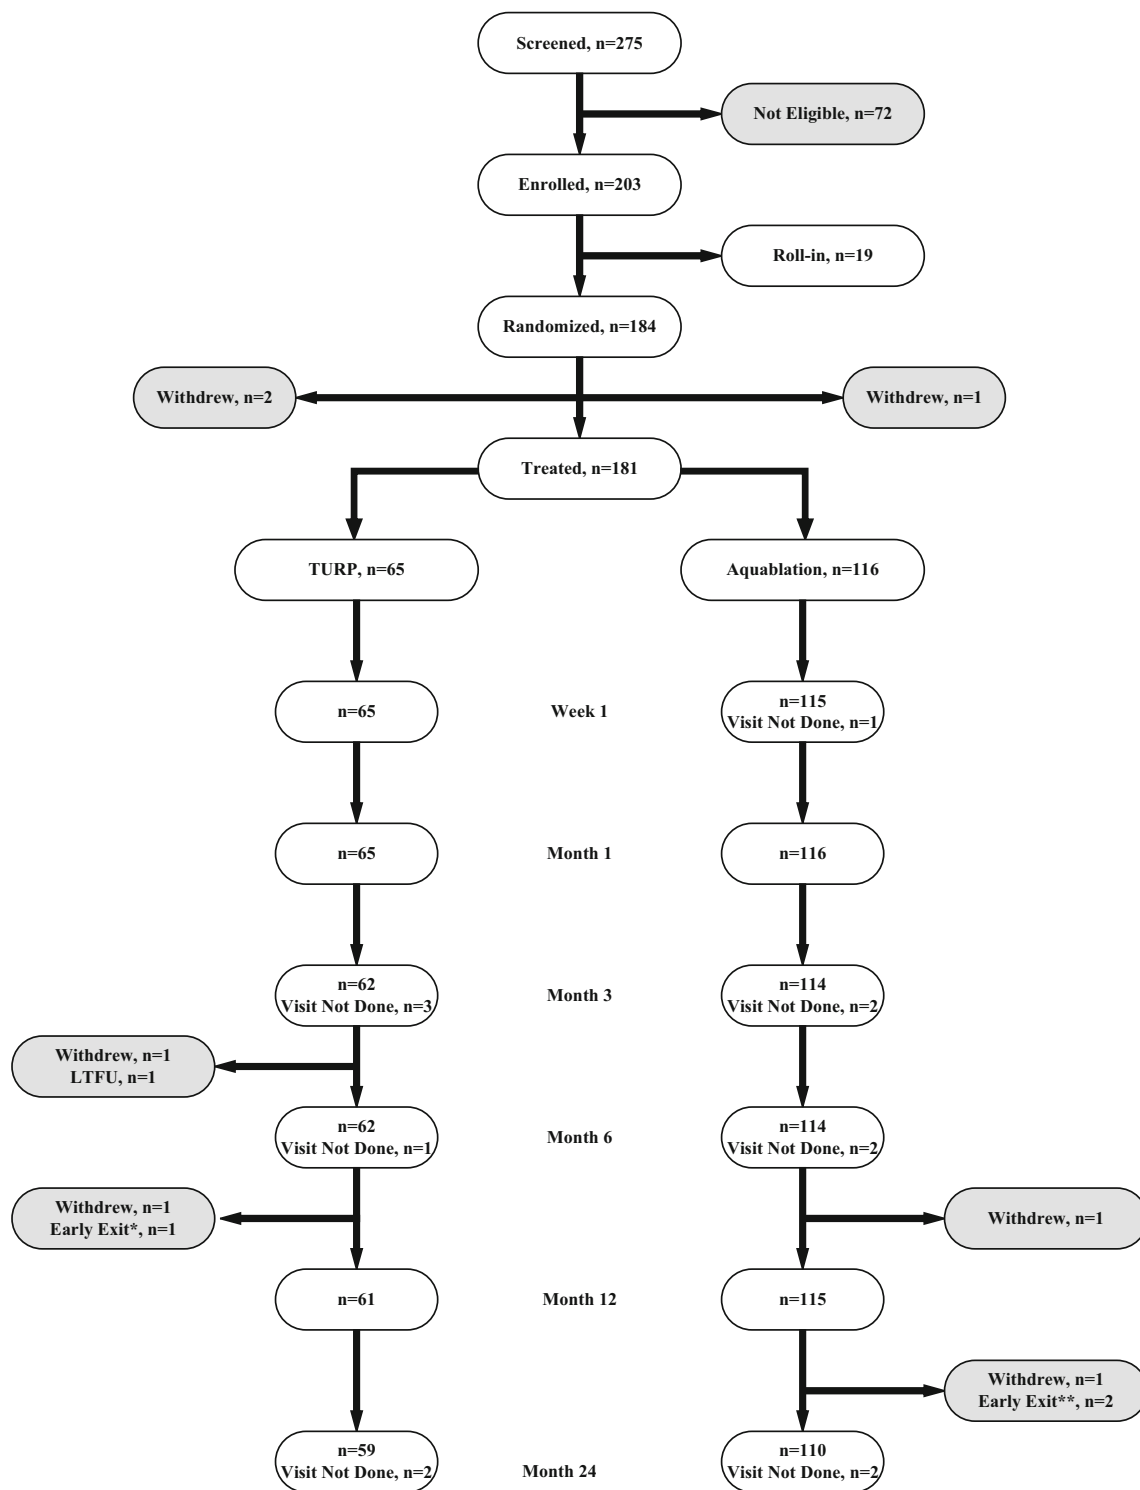 Screened, n=275
Not Eligible, n=72
Enrolled, n=203
Roll-in, n=19
Randomized, n=184
Withdrew, n=2
Withdrew, n=1
Treated, n=181
TURP, n=65
Aquablation, n=116
n=65
Week 1
n=115
Visit Not Done, n=1
n=65
Month 1
n=116
n=62
Visit Not Done, n=3
Month 3
n=114
Visit Not Done, n=2
Withdrew, n=1
LTFU, n=1
n=62
Visit Not Done, n=1
Month 6
n=114
Visit Not Done, n=2
Withdrew, n=1
Early Exit*, n=1
Withdrew, n=1
n=61
Month 12
n=115
Withdrew, n=1
Early Exit**, n=2
n=59
Visit Not Done, n=2
Month 24
n=110
Visit Not Done, n=2